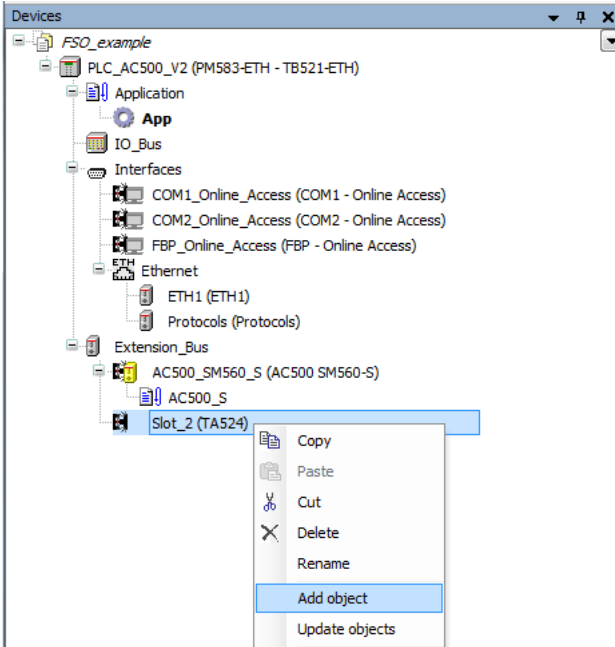 Devices
FSO_example
PLC_AC500_V2 (PM583-ETH - TB521-ETH)
Application
App
IO_Bus
Interfaces
COM1_Online_Access (COM1 - Online Access)
COM2_Online_Access (COM2 - Online Access)
FBP_Online_Access (FBP - Online Access)
ETH
Ethernet
ETH1 (ETH1)
Protocols (Protocols)
Extension_Bus
AC500_SM560_S (AC500 SM560-S)
AC500_S
Slot_2 (TA524)
Copy
Paste
Cut
Delete
Rename
Add object
Update objects